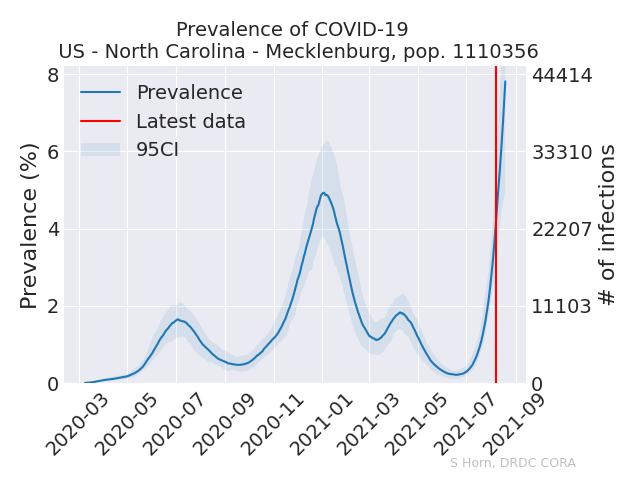 Prevalence of COVID-19
US - North Carolina - Mecklenburg, pop. 1110356
Prevalence
Latest data
95CI
Prevalence (%)
8
6
4
2
0
44414
33310
22207
11103
0
# of infections
2020-03
2020-05
2020-07
2020-09
2020-11
2021-01
2021-03
2021-05
2021-07
2021-09
S Horn, DRDC CORA